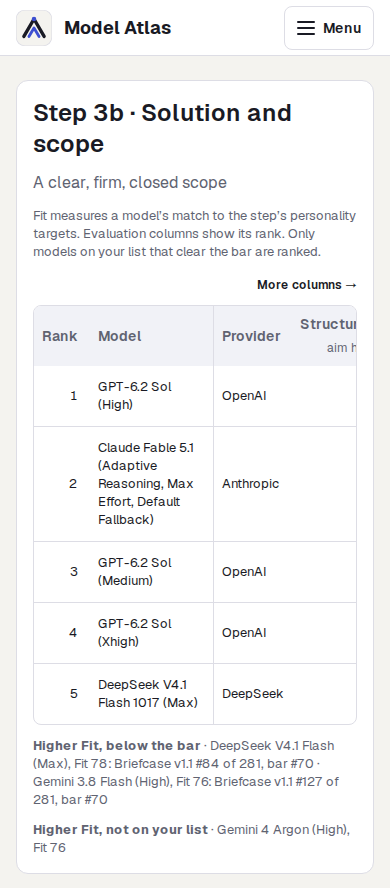 Model Atlas
Menu
Step 3b · Solution and
scope
A clear, firm, closed scope
Fit measures a model's match to the step's personality
targets. Evaluation columns show its rank. Only
models on your list that clear the bar are ranked.
More columns →
Rank Model Provider Structur
aim h
1 GPT-6.2 Sol OpenAI
(High)
2 Claude Fable 5.1 Anthropic
(Adaptive
Reasoning, Max
Effort, Default
Fallback)
3 GPT-6.2 Sol OpenAI
(Medium)
4 GPT-6.2 Sol OpenAI
(Xhigh)
5 DeepSeek V4.1 DeepSeek
Flash 1017 (Max)
Higher Fit, below the bar · DeepSeek V4.1 Flash
(Max), Fit 78: Briefcase v1.1 #84 of 281, bar #70 ·
Gemini 3.8 Flash (High), Fit 76: Briefcase v1.1 #127 of
281, bar #70
Higher Fit, not on your list · Gemini 4 Argon (High),
Fit 76